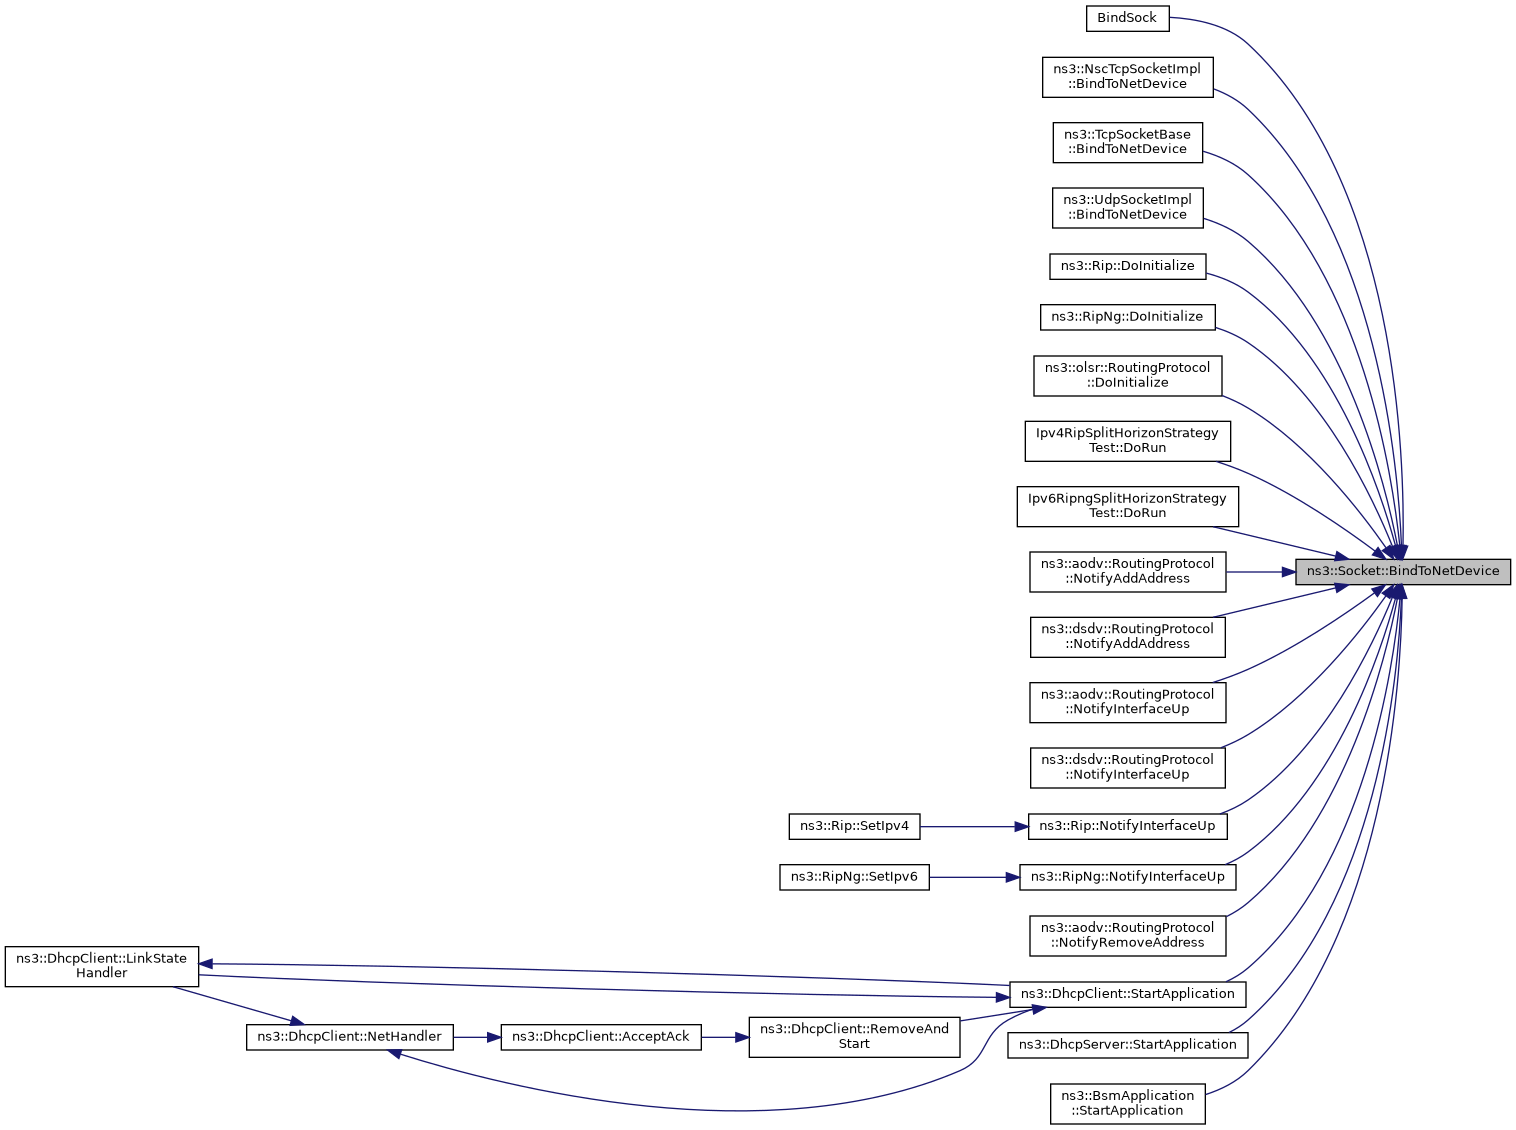 BindSock
ns3::NscTcpSocketImpl
::BindToNetDevice
ns3::TcpSocketBase
::BindToNetDevice
ns3::UdpSocketImpl
::BindToNetDevice
ns3::Rip::DoInitialize
ns3::RipNg::DoInitialize
ns3::olsr::RoutingProtocol
::DoInitialize
Ipv4RipSplitHorizonStrategy
Test::DoRun
Ipv6RipngSplitHorizonStrategy
Test::DoRun
ns3::aodv::RoutingProtocol
::NotifyAddAddress
ns3::Socket::BindToNetDevice
ns3::dsdv::RoutingProtocol
::NotifyAddAddress
ns3::aodv::RoutingProtocol
::NotifyInterfaceUp
ns3::dsdv::RoutingProtocol
::NotifyInterfaceUp
ns3::Rip::SetIpv4
ns3::Rip::NotifyInterfaceUp
ns3::RipNg::SetIpv6
ns3::RipNg::NotifyInterfaceUp
ns3::aodv::RoutingProtocol
::NotifyRemoveAddress
ns3::DhcpClient::LinkState
Handler
ns3::DhcpClient::StartApplication
ns3::DhcpClient::NetHandler
ns3::DhcpClient::AcceptAck
ns3::DhcpClient::RemoveAnd
Start
ns3::DhcpServer::StartApplication
ns3::BsmApplication
::StartApplication